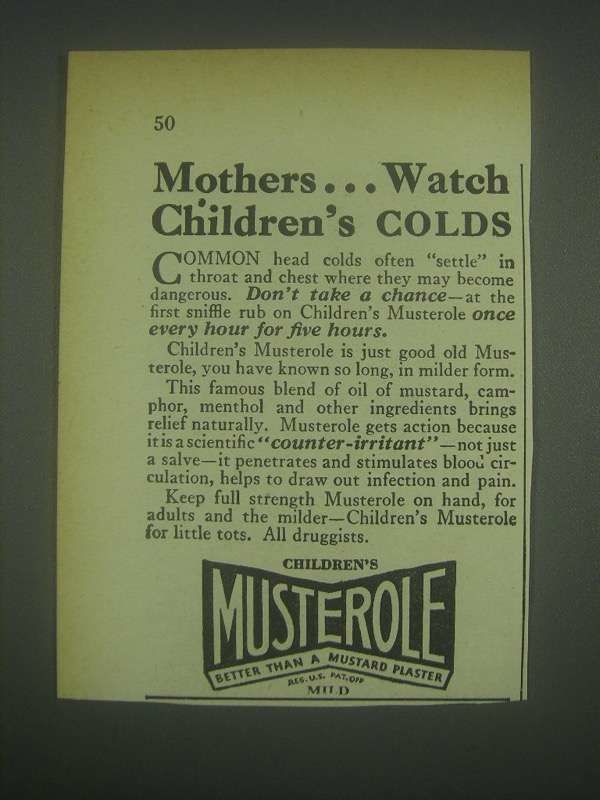 50
Mothers... Watch
Children's COLDS
COMMON head colds often "settle" in
throat and chest where they may become
dangerous. Don't take a chance—at the
first sniffle rub on Children's Musterole once
every hour for five hours.
Children's Musterole is just good old Mus-
terole, you have known so long, in milder form.
This famous blend of oil of mustard, cam-
phor, menthol and other ingredients brings
relief naturally. Musterole gets action because
it is a scientific "counter-irritant"—not just
a salve—it penetrates and stimulates blood cir-
culation, helps to draw out infection and pain.
Keep full strength Musterole on hand, for
adults and the milder—Children's Musterole
for little tots. All druggists.
CHILDREN'S
MUSTEROLE
BETTER THAN A MUSTARD PLASTER
REG. U.S. PAT. OFF
MILD